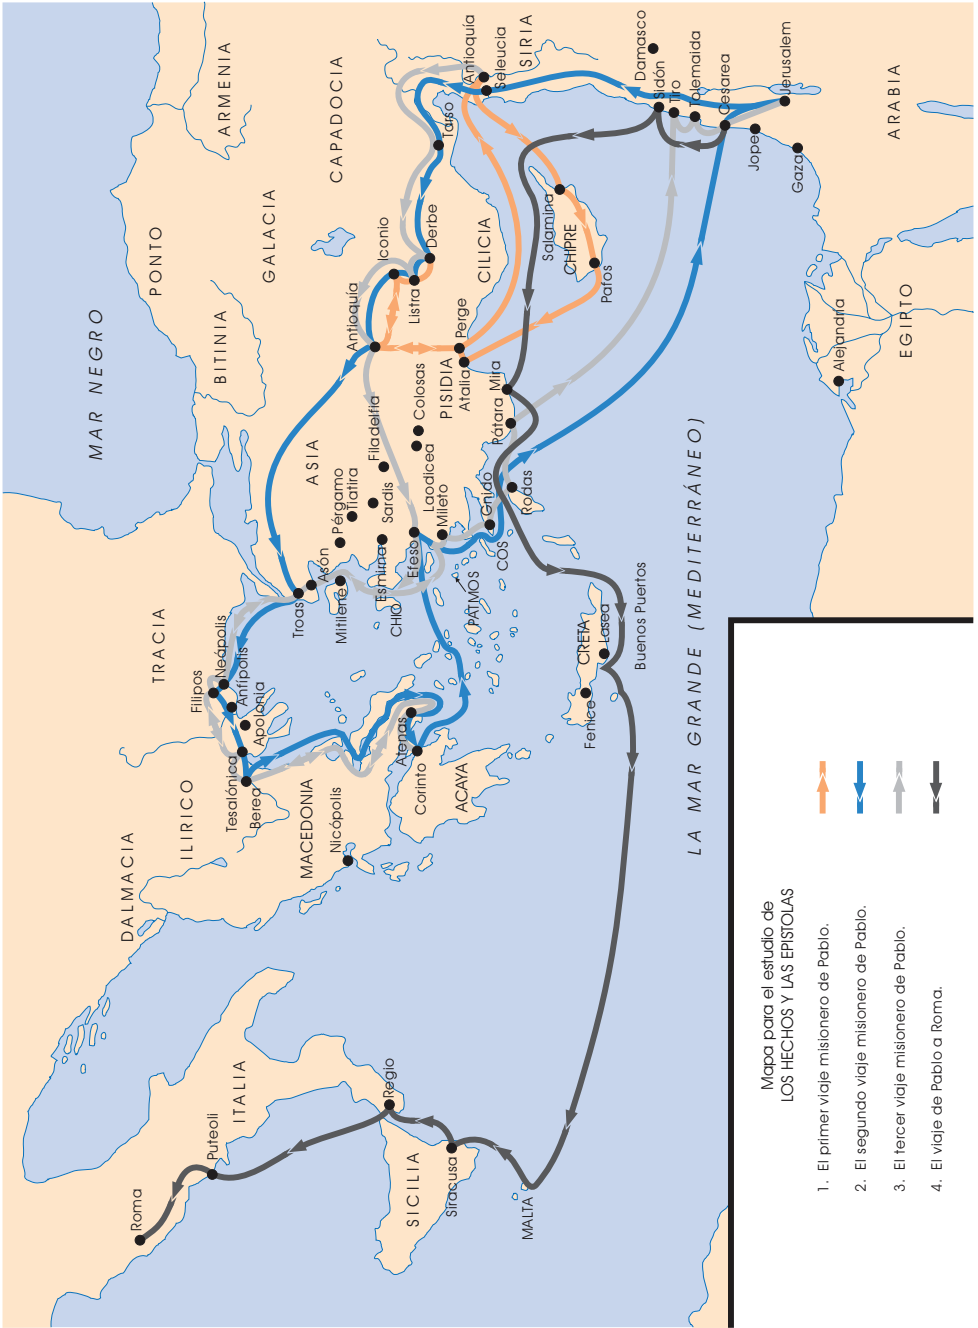 MAR NEGRO
PONTO
ARMENIA
CAPADOCIA
GALACIA
BITINIA
TRACIA
DALMACIA
ILIRICO
MACEDONIA
ITALIA
ASIA
PISIDIA
CILICIA
SIRIA
ARABIA
EGIPTO
ACAYA
SICILIA
CHIPRE
CRETA
CHIO
COS
PATMOS
MALTA
LA MAR GRANDE (MEDITERRÁNEO)
Roma
Puteoli
Regio
Siracusa
Nicópolis
Berea
Tesalónica
Apolonia
Anfípolis
Neápolis
Filipos
Atenas
Corinto
Troas
Asón
Mitilene
Pérgamo
Tiatira
Sardis
Esmirna
Filadelfia
Efeso
Mileto
Laodicea
Colosas
Gnido
Rodas
Pátara
Mira
Atalia
Perge
Antioquía
Iconio
Listra
Derbe
Tarso
Antioquía
Seleucia
Salamina
Pafos
Damasco
Sidón
Tiro
Tolemaida
Cesarea
Jerusalem
Jope
Gaza
Alejandria
Fenice
Lasea
Buenos Puertos
Mapa para el estudio de
LOS HECHOS Y LAS EPISTOLAS
1. El primer viaje misionero de Pablo.
2. El segundo viaje misionero de Pablo.
3. El tercer viaje misionero de Pablo.
4. El viaje de Pablo a Roma.